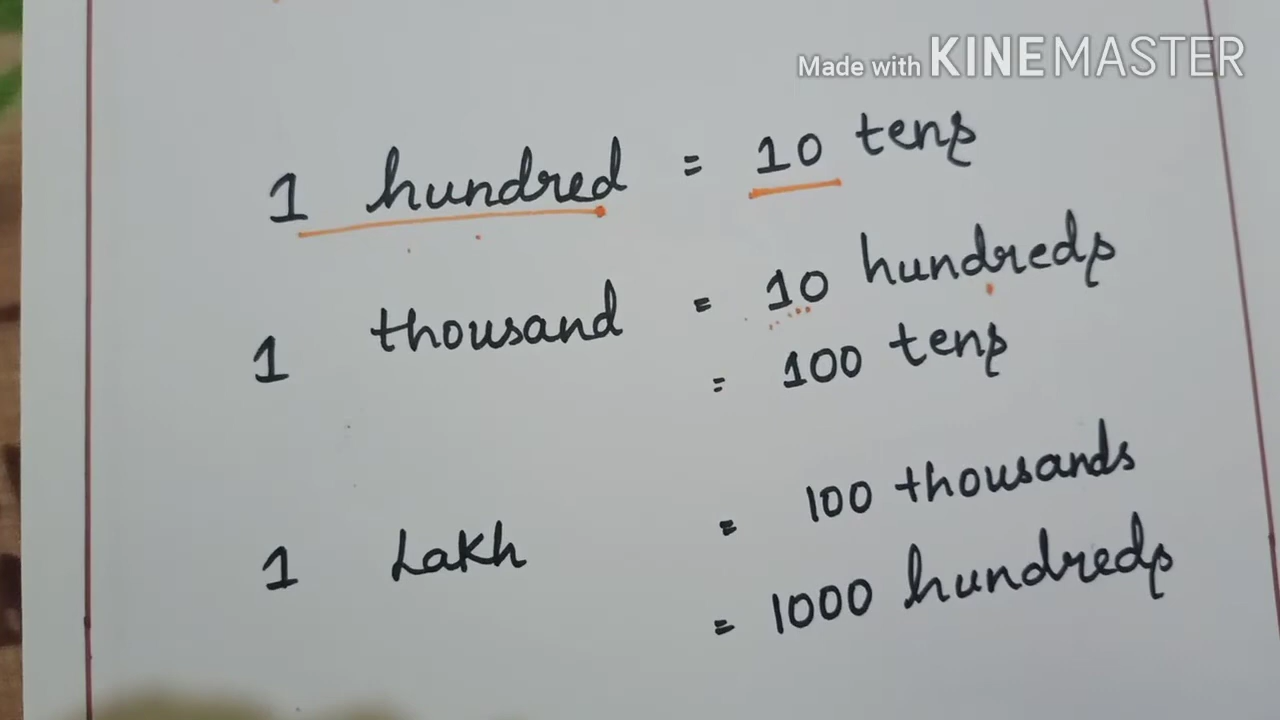 Made with KINEMASTER
1 hundred = 10 tens
1 thousand = 10 hundreds
= 100 tens
1 Lakh = 100 thousands
= 1000 hundreds